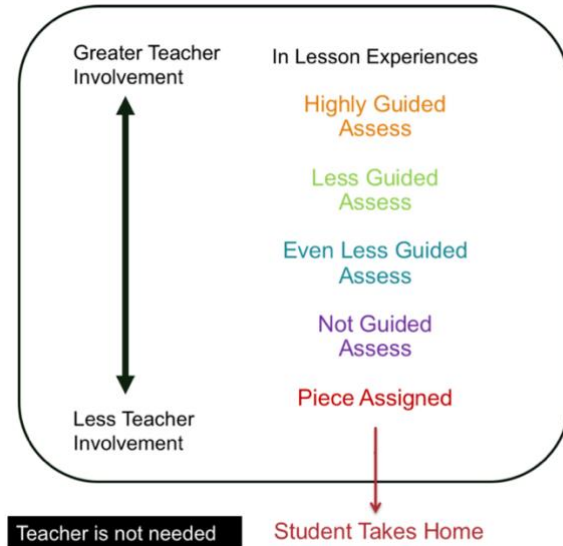 Greater Teacher
Involvement
In Lesson Experiences
Highly Guided
Assess
Less Guided
Assess
Even Less Guided
Assess
Not Guided
Assess
Piece Assigned
Less Teacher
Involvement
Teacher is not needed
Student Takes Home